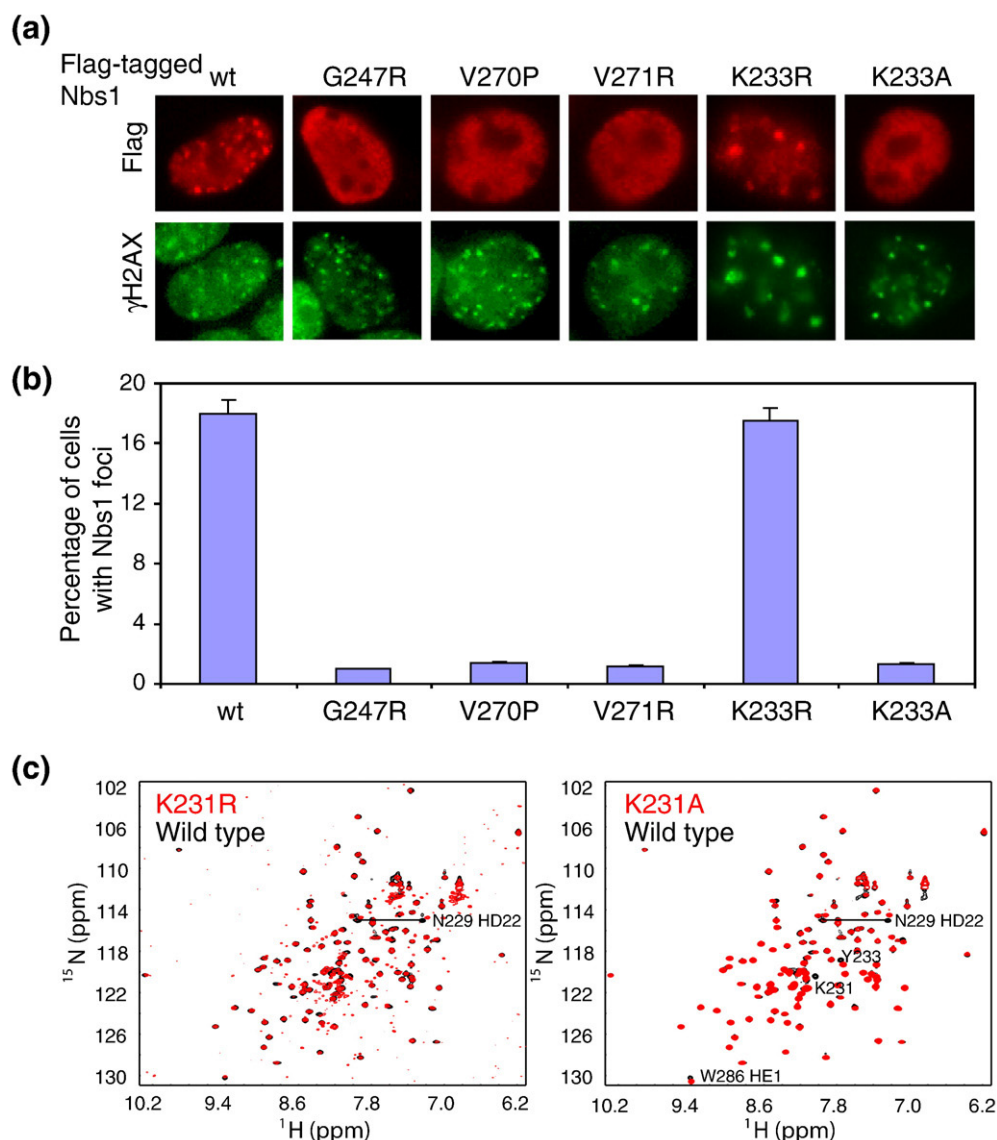 (a)
Flag-tagged
Nbs1
wt G247R V270P V271R K233R K233A
Flag
γH2AX
(b)
Percentage of cells
with Nbs1 foci
20
16
12
8
4
0
wt G247R V270P V271R K233R K233A
(c)
K231R
Wild type
N229 HD22
102
106
110
114
118
122
126
130
15N (ppm)
10.2 9.4 8.6 7.8 7.0 6.2
1H (ppm)
K231A
Wild type
N229 HD22
Y233
K231
W286 HE1
102
106
110
114
118
122
126
130
15N (ppm)
10.2 9.4 8.6 7.8 7.0 6.2
1H (ppm)